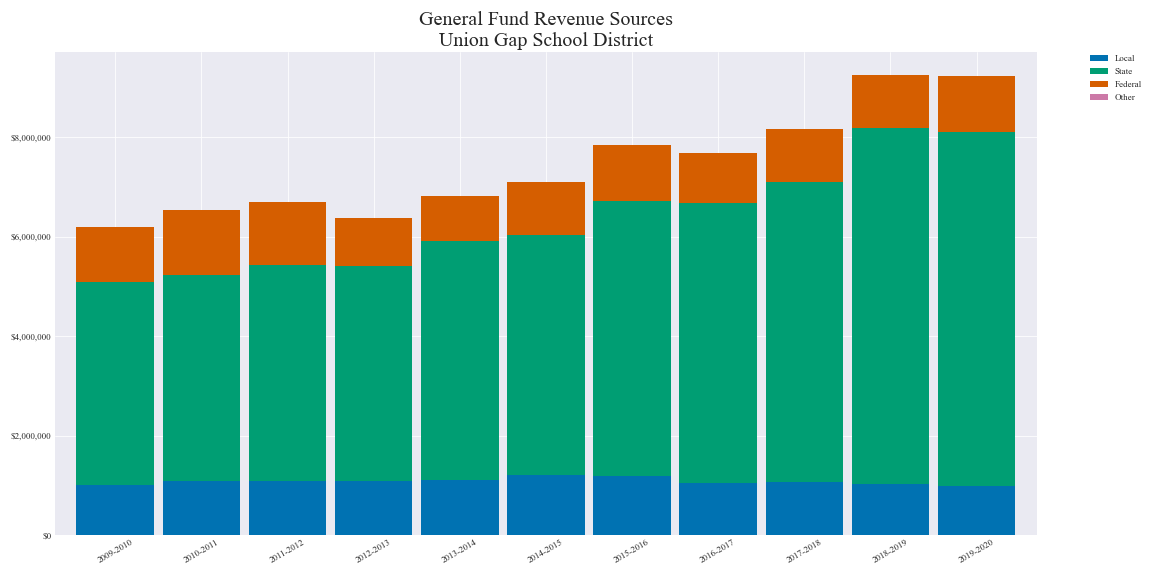 General Fund Revenue Sources
Union Gap School District
Local
State
Federal
Other
$8,000,000
$6,000,000
$4,000,000
$2,000,000
$0
2009-2010
2010-2011
2011-2012
2012-2013
2013-2014
2014-2015
2015-2016
2016-2017
2017-2018
2018-2019
2019-2020